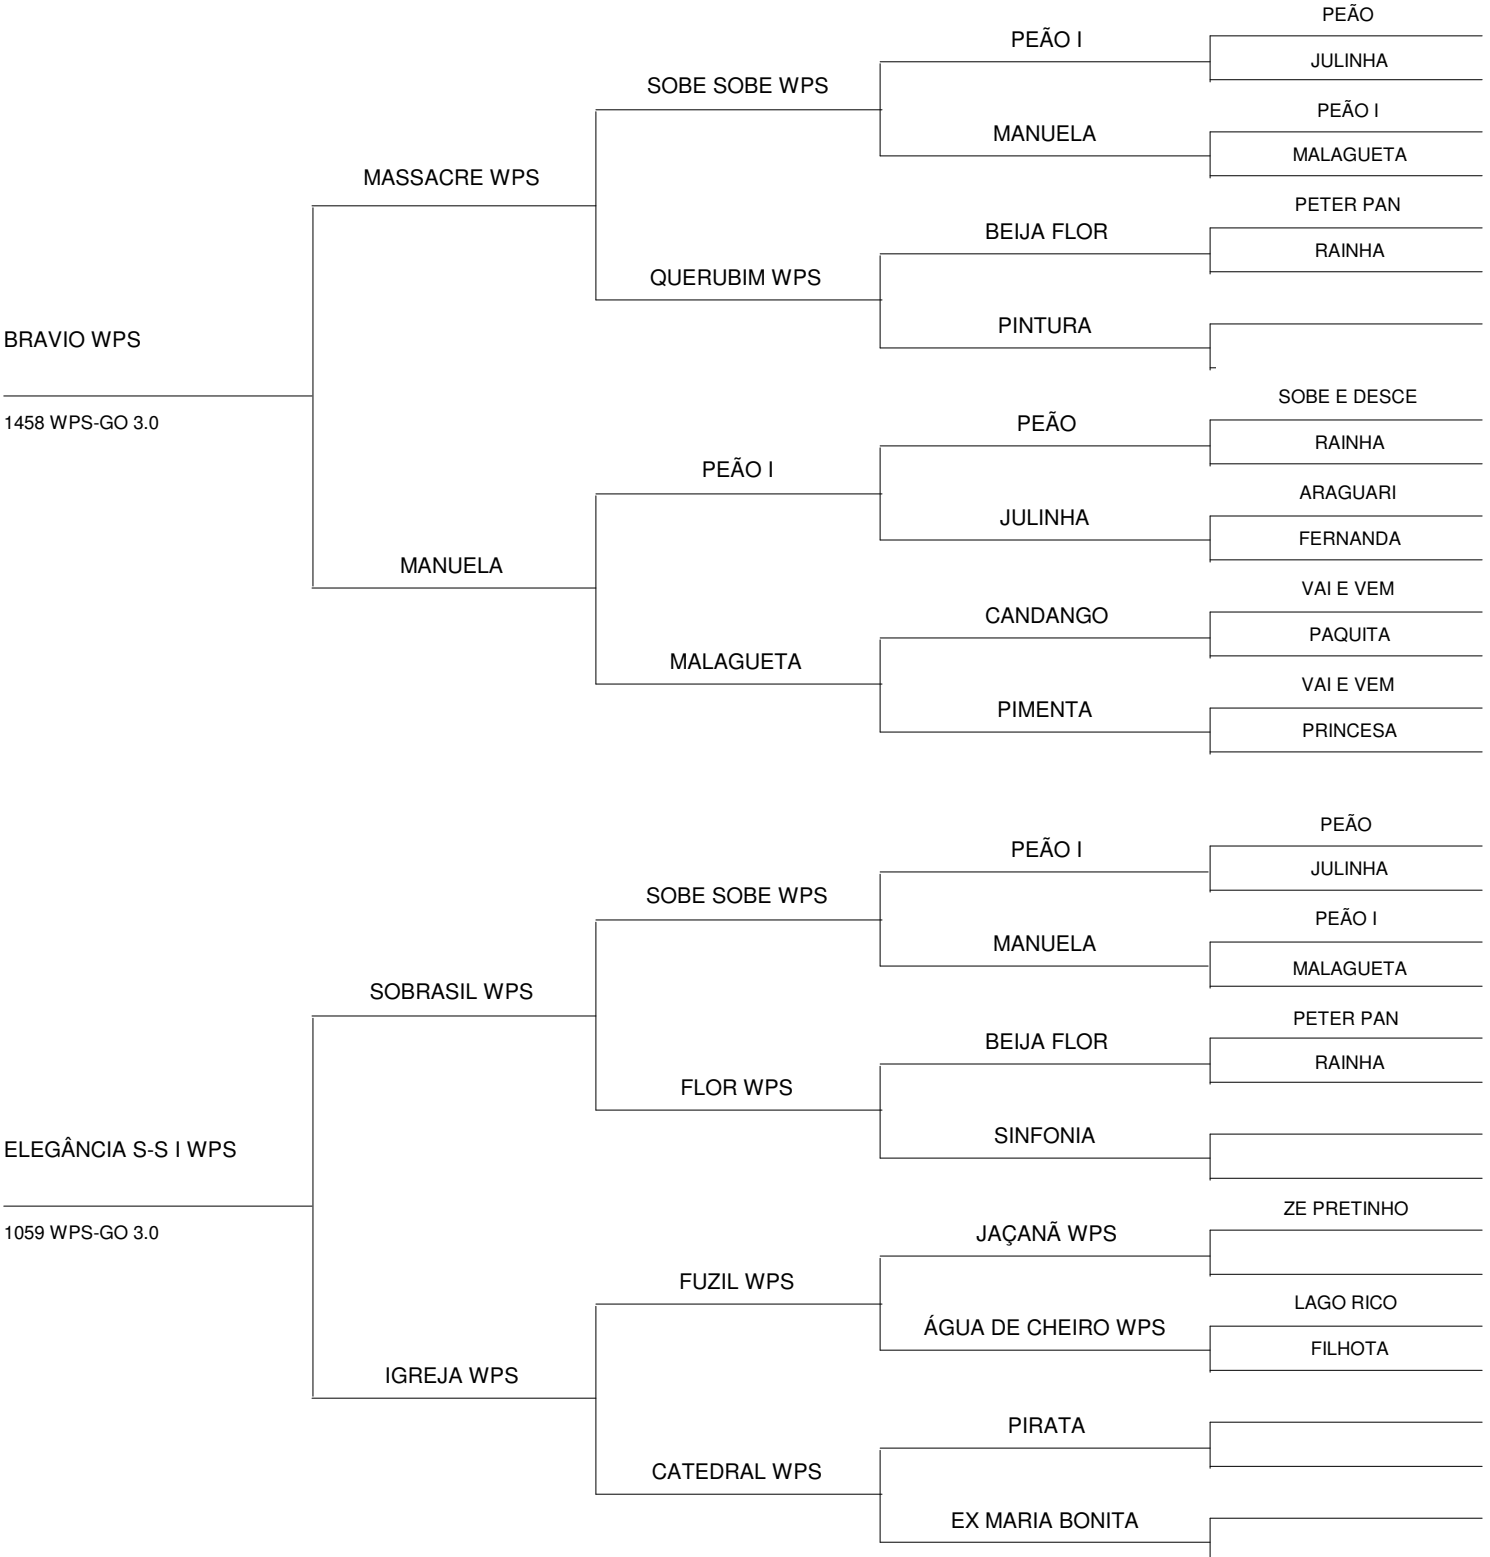 PEÃO
PEÃO I
JULINHA
SOBE SOBE WPS
PEÃO I
MANUELA
MALAGUETA
MASSACRE WPS
PETER PAN
BEIJA FLOR
RAINHA
QUERUBIM WPS
PINTURA
BRAVIO WPS
SOBE E DESCE
1458 WPS-GO 3.0
PEÃO
RAINHA
PEÃO I
ARAGUARI
JULINHA
FERNANDA
MANUELA
VAI E VEM
CANDANGO
PAQUITA
MALAGUETA
VAI E VEM
PIMENTA
PRINCESA
PEÃO
PEÃO I
JULINHA
SOBE SOBE WPS
PEÃO I
MANUELA
MALAGUETA
SOBRASIL WPS
PETER PAN
BEIJA FLOR
RAINHA
FLOR WPS
SINFONIA
ELEGÂNCIA S-S I WPS
ZE PRETINHO
1059 WPS-GO 3.0
JAÇANÃ WPS
FUZIL WPS
LAGO RICO
ÁGUA DE CHEIRO WPS
FILHOTA
IGREJA WPS
PIRATA
CATEDRAL WPS
EX MARIA BONITA